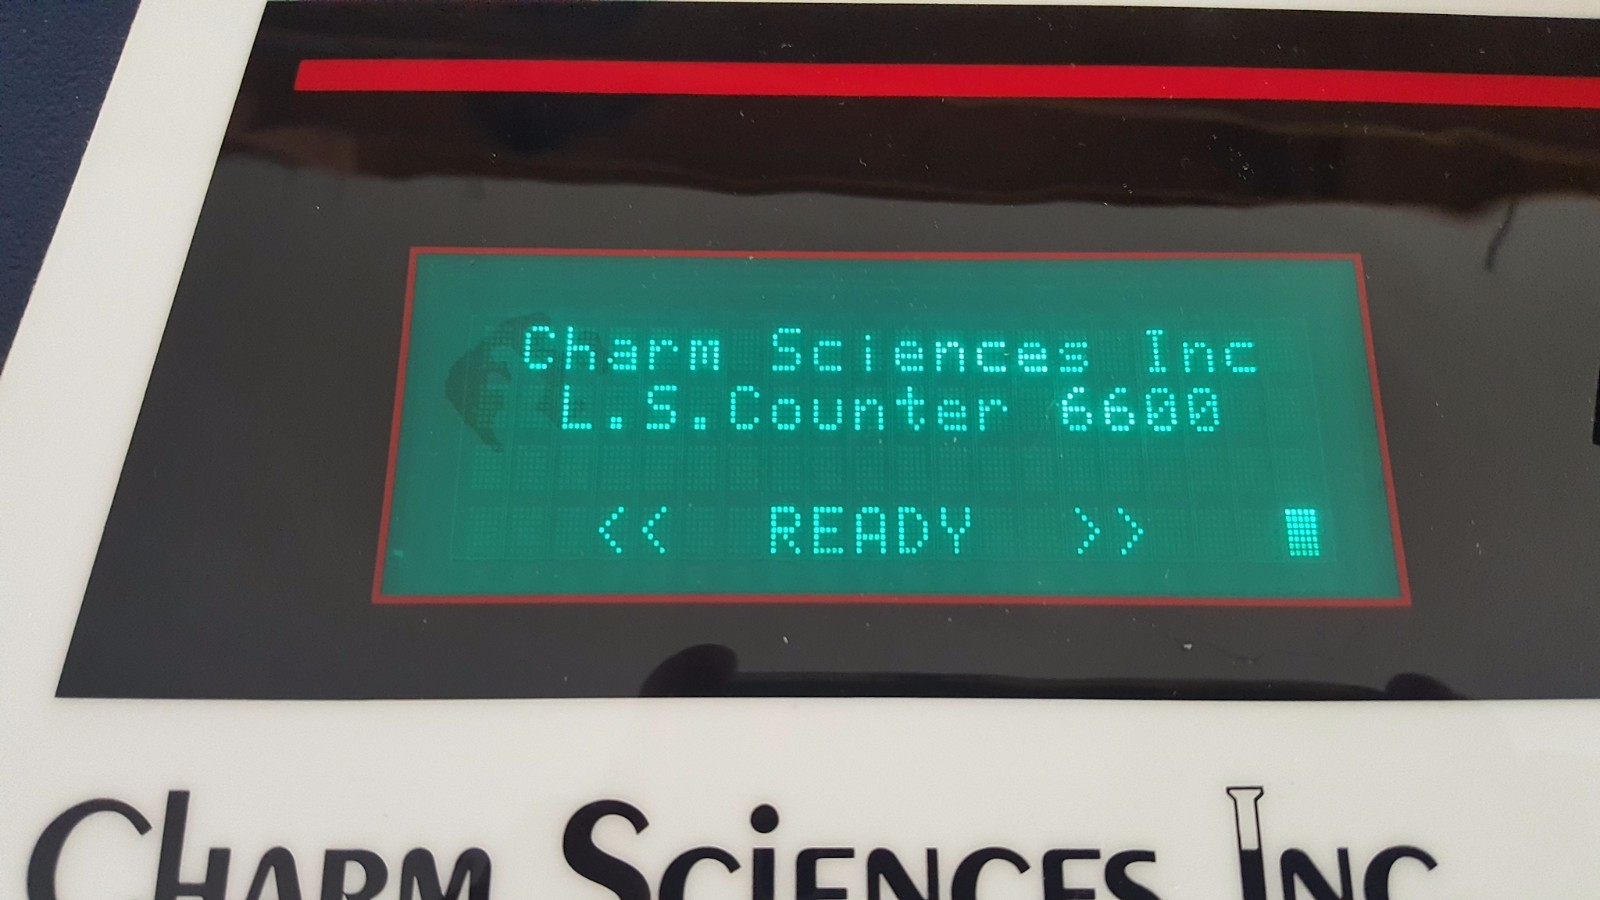 Charm Sciences Inc
L.S.Counter 6600
<< READY >>
CHARM SCIENCES INC